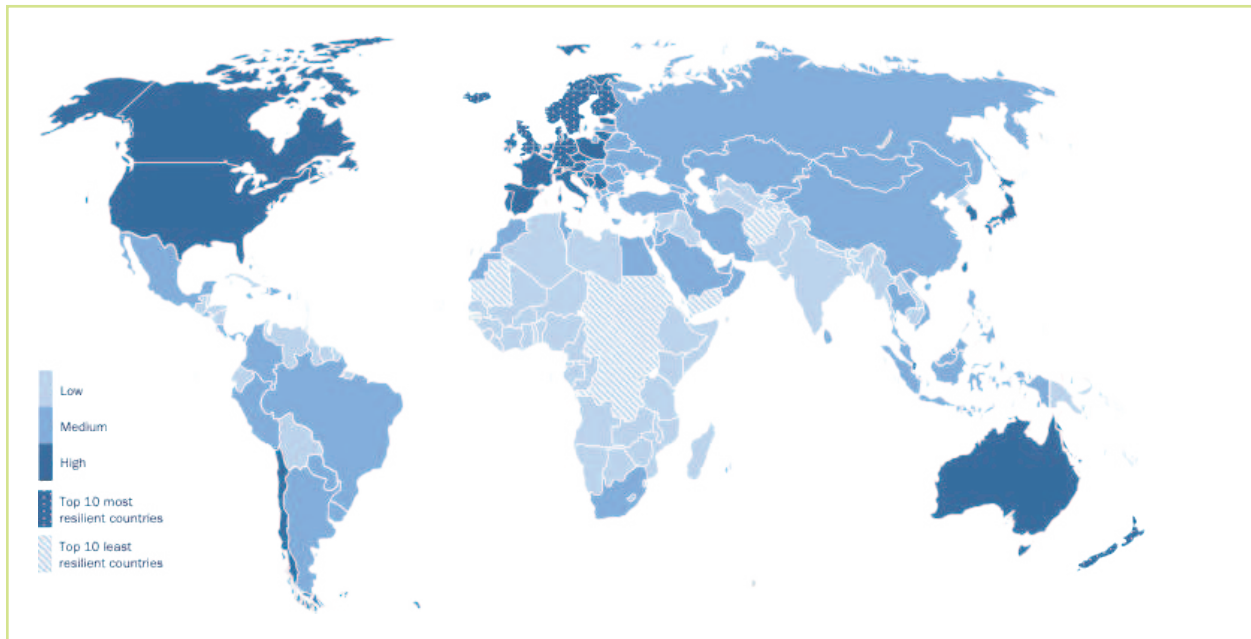 Low
Medium
High
Top 10 most
resilient countries
Top 10 least
resilient countries